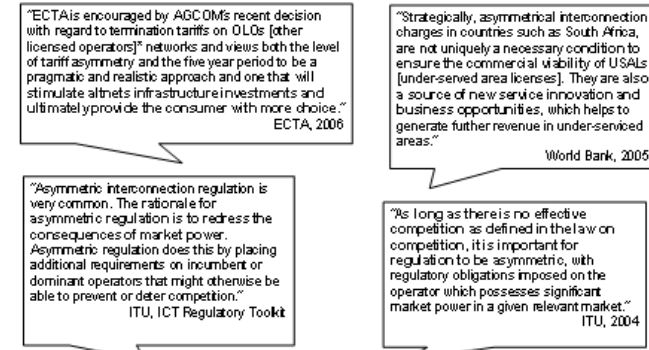 "ECTA is encouraged by AGCOM's recent decision
with regard to termination tariffs on OLOs [other
licensed operators]* networks and views both the level
of tariff asymmetry and the five year period to be a
pragmatic and realistic approach and one that will
stimulate altnets infrastructure investments and
ultimately provide the consumer with more choice."
ECTA, 2006
"Strategically, asymmetrical interconnection
charges in countries such as South Africa,
are not uniquely a necessary condition to
ensure the commercial viability of USALs
[under-served area licenses]. They are also
a source of new service innovation and
business opportunities, which helps to
generate further revenue in under-serviced
areas."
World Bank, 2005
"Asymmetric interconnection regulation is
very common. The rationale for
asymmetric regulation is to redress the
consequences of market power.
Asymmetric regulation does this by placing
additional requirements on incumbent or
dominant operators that might otherwise be
able to prevent or deter competition."
ITU, ICT Regulatory Toolkit
"As long as there is no effective
competition as defined in the law on
competition, it is important for
regulation to be asymmetric, with
regulatory obligations imposed on the
operator which possesses significant
market power in a given relevant market."
ITU, 2004